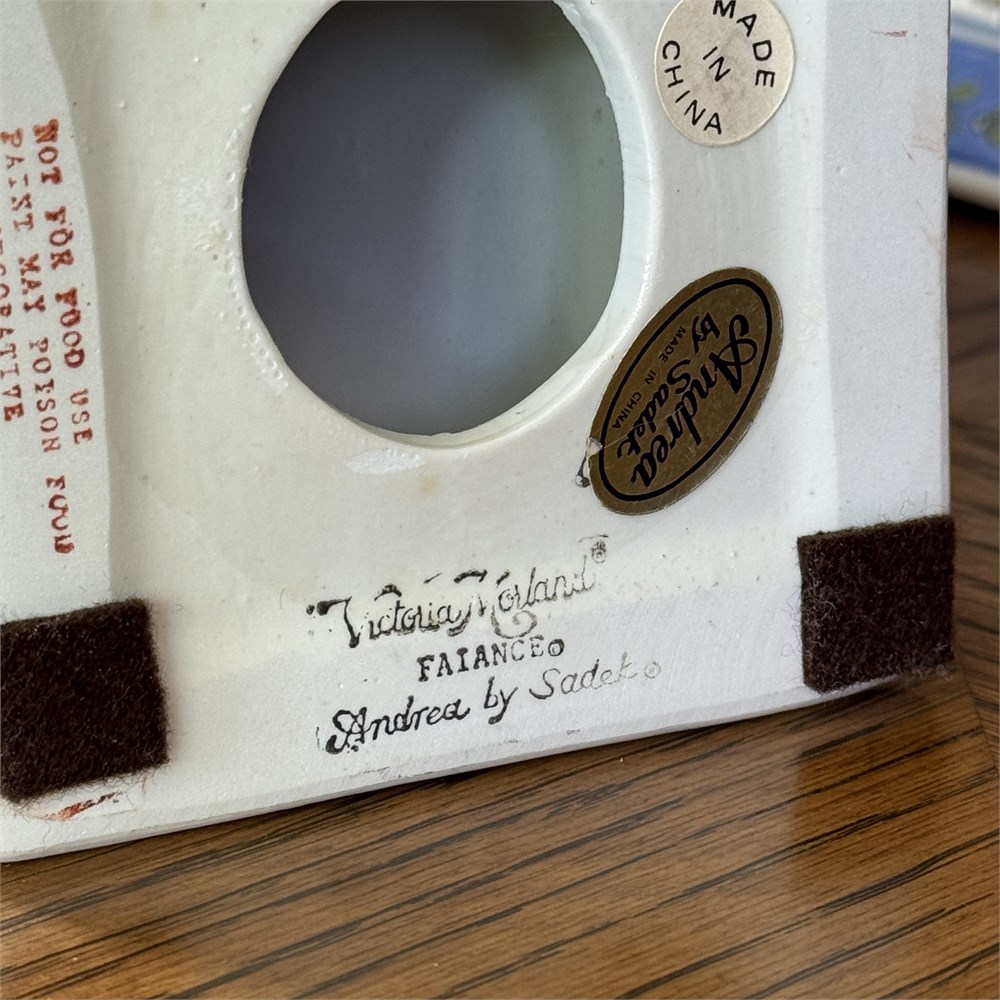 MADE
IN
CHINA
NOT FOR FOOD USE
PAINT MAY POISON FOOD
Andrea
by Sadek
MADE IN CHINA
Victoria Morland®
FAIANCE©
Andrea by Sadek©